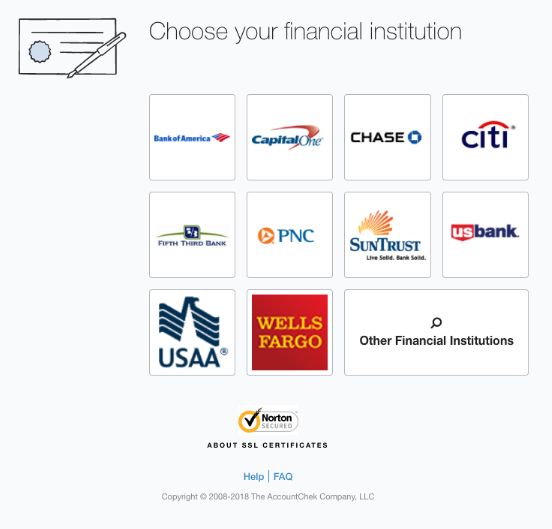 Choose your financial institution
Bank of America
Capital One
CHASE
citi
FIFTH THIRD BANK
PNC
SUNTRUST
Live Solid. Bank Solid.
usbank.
USAA®
WELLS
FARGO
Other Financial Institutions
Norton
SECURED
ABOUT SSL CERTIFICATES
Help | FAQ
Copyright © 2008-2018 The AccountChek Company, LLC